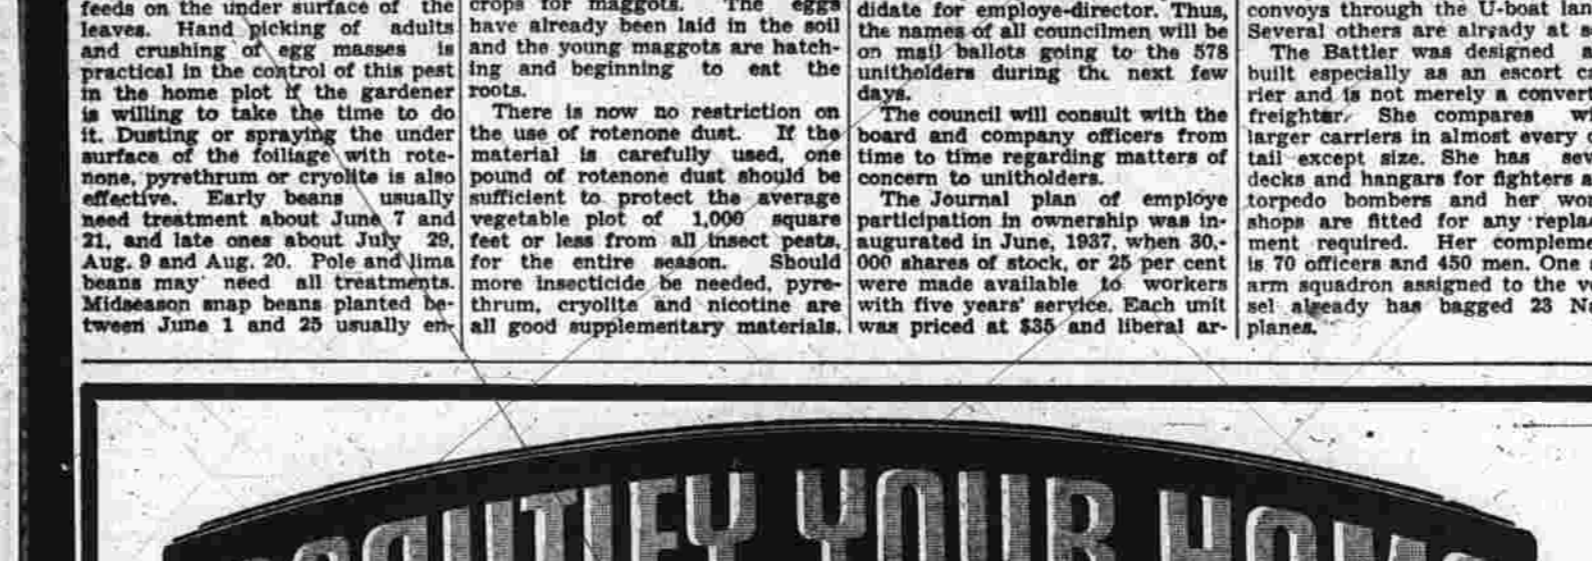 feeds on the under surface of the
leaves. Hand picking of adults
and crushing of egg masses is
practical in the control of this pest
in the home plot if the gardener
is willing to take the time to do
it. Dusting or spraying the under
surface of the foliage with rote-
none, pyrethrum or cryolite is also
effective. Early beans usually
need treatment about June 7 and
21, and late ones about July 29,
Aug. 9 and Aug. 20. Pole and lima
beans may need all treatments.
Midseason snap beans planted be-
tween June 1 and 25 usually en-
crops for maggots. The eggs
have already been laid in the soil
and the young maggots are hatch-
ing and beginning to eat the
roots.
There is now no restriction on
the use of rotenone dust. If the
material is carefully used, one
pound of rotenone dust should be
sufficient to protect the average
vegetable plot of 1,000 square
feet or less from all insect pests,
for the entire season. Should
more insecticide be needed, pyre-
thrum, cryolite and nicotine are
all good supplementary materials.
didate for employe-director. Thus,
the names of all councilmen will be
on mail ballots going to the 578
unitholders during the next few
days.
The council will consult with the
board and company officers from
time to time regarding matters of
concern to unitholders.
The Journal plan of employe
participation in ownership was in-
augurated in June, 1937, when 30,-
000 shares of stock, or 25 per cent
were made available to workers
with five years' service. Each unit
was priced at $35 and liberal ar-
convoys through the U-boat lan
Several others are already at s
The Battler was designed a
built especially as an escort c
rier and is not merely a convert
freighter. She compares wi
larger carriers in almost every
tail except size. She has sev
decks and hangars for fighters a
torpedo bombers and her wor
shops are fitted for any replac
ment required. Her compleme
is 70 officers and 450 men. One
arm squadron assigned to the ve
sel already has bagged 23 N
planes.
BEAUTIFY YOUR HOME